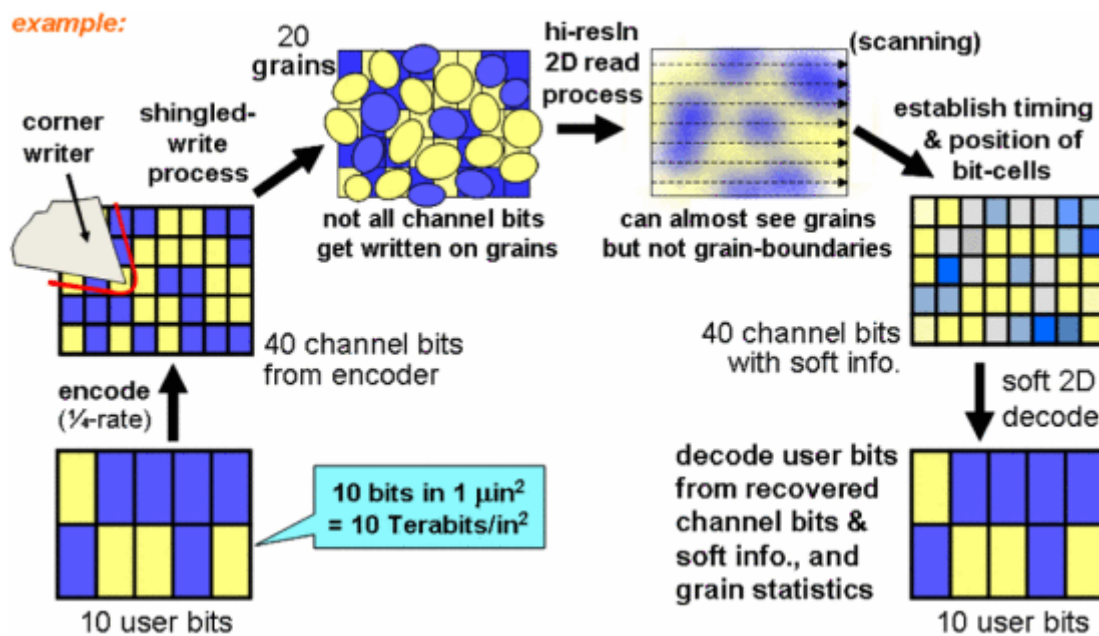 example:
corner
writer
shingled-
write
process
20
grains
not all channel bits
get written on grains
hi-resln
2D read
process
(scanning)
can almost see grains
but not grain-boundaries
establish timing
& position of
bit-cells
40 channel bits
from encoder
encode
(¼-rate)
10 bits in 1 µin²
= 10 Terabits/in²
10 user bits
40 channel bits
with soft info.
soft 2D
decode
decode user bits
from recovered
channel bits &
soft info., and
grain statistics
10 user bits